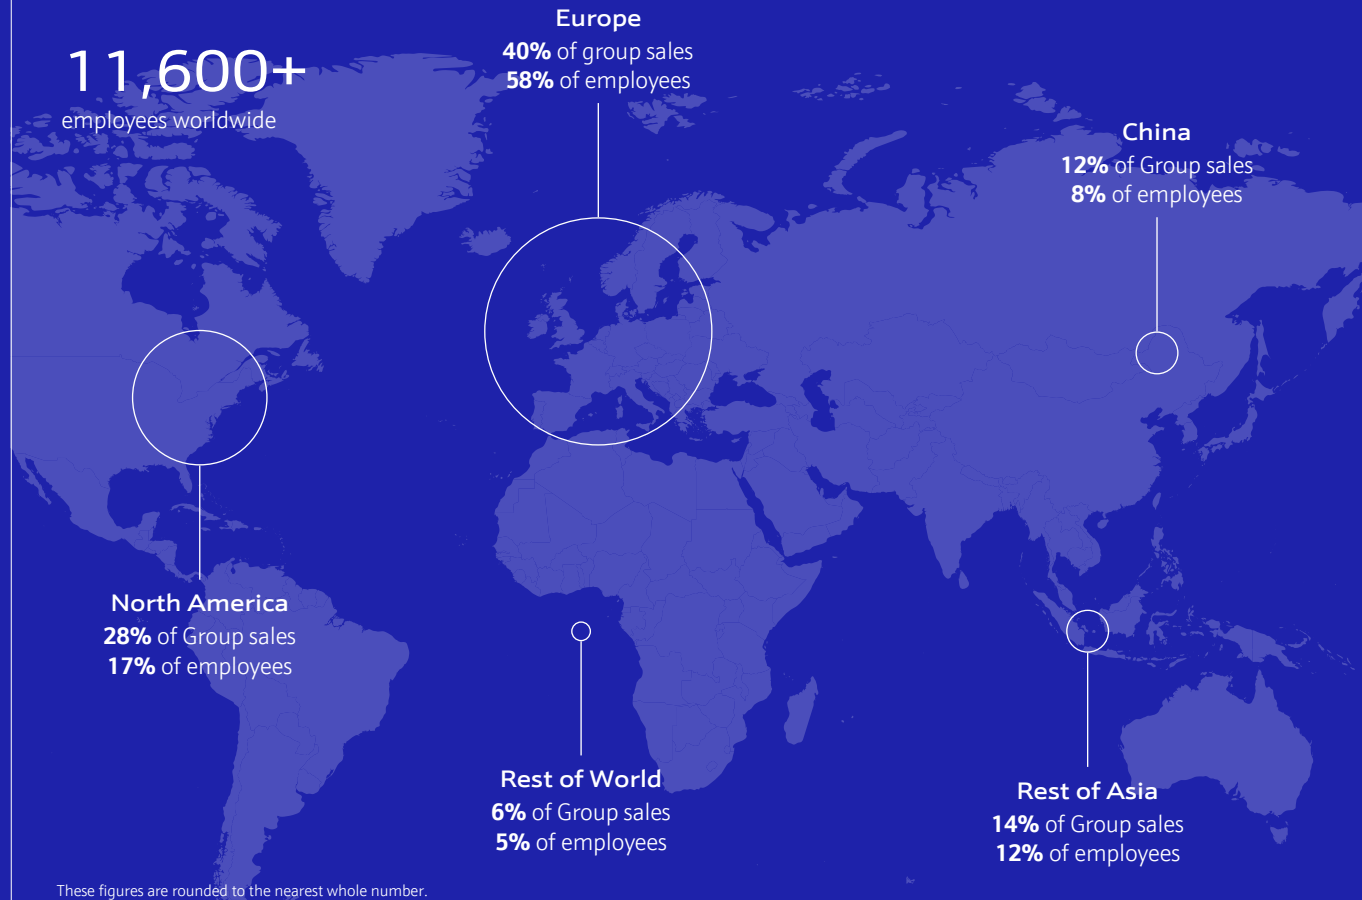 11,600+
employees worldwide
Europe
40% of group sales
58% of employees
China
12% of Group sales
8% of employees
North America
28% of Group sales
17% of employees
Rest of World
6% of Group sales
5% of employees
Rest of Asia
14% of Group sales
12% of employees
These figures are rounded to the nearest whole number.